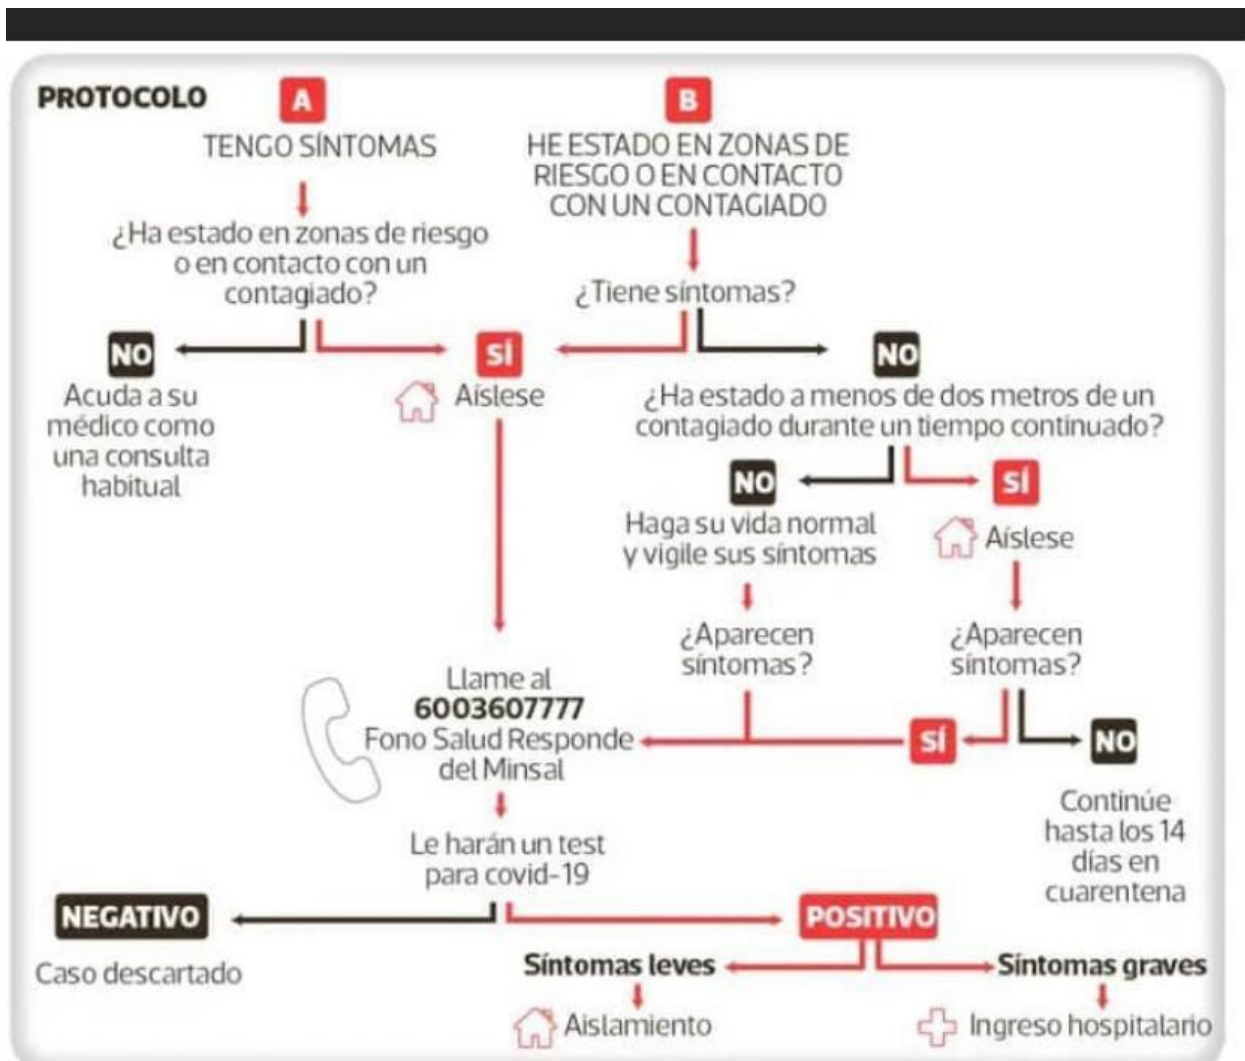 PROTOCOLO
A
TENGO SÍNTOMAS
¿Ha estado en zonas de riesgo
o en contacto con un
contagiado?
NO
Acuda a su
médico como
una consulta
habitual
SÍ
Aíslese
B
HE ESTADO EN ZONAS DE
RIESGO O EN CONTACTO
CON UN CONTAGIADO
¿Tiene síntomas?
NO
¿Ha estado a menos de dos metros de un
contagiado durante un tiempo continuado?
NO
Haga su vida normal
y vigile sus síntomas
¿Aparecen
síntomas?
SÍ
Aíslese
¿Aparecen
síntomas?
SÍ
NO
Continúe
hasta los 14
días en
cuarentena
Llame al
6003607777
Fono Salud Responde
del Minsal
Le harán un test
para covid-19
NEGATIVO
Caso descartado
POSITIVO
Síntomas leves
Aislamiento
Síntomas graves
Ingreso hospitalario